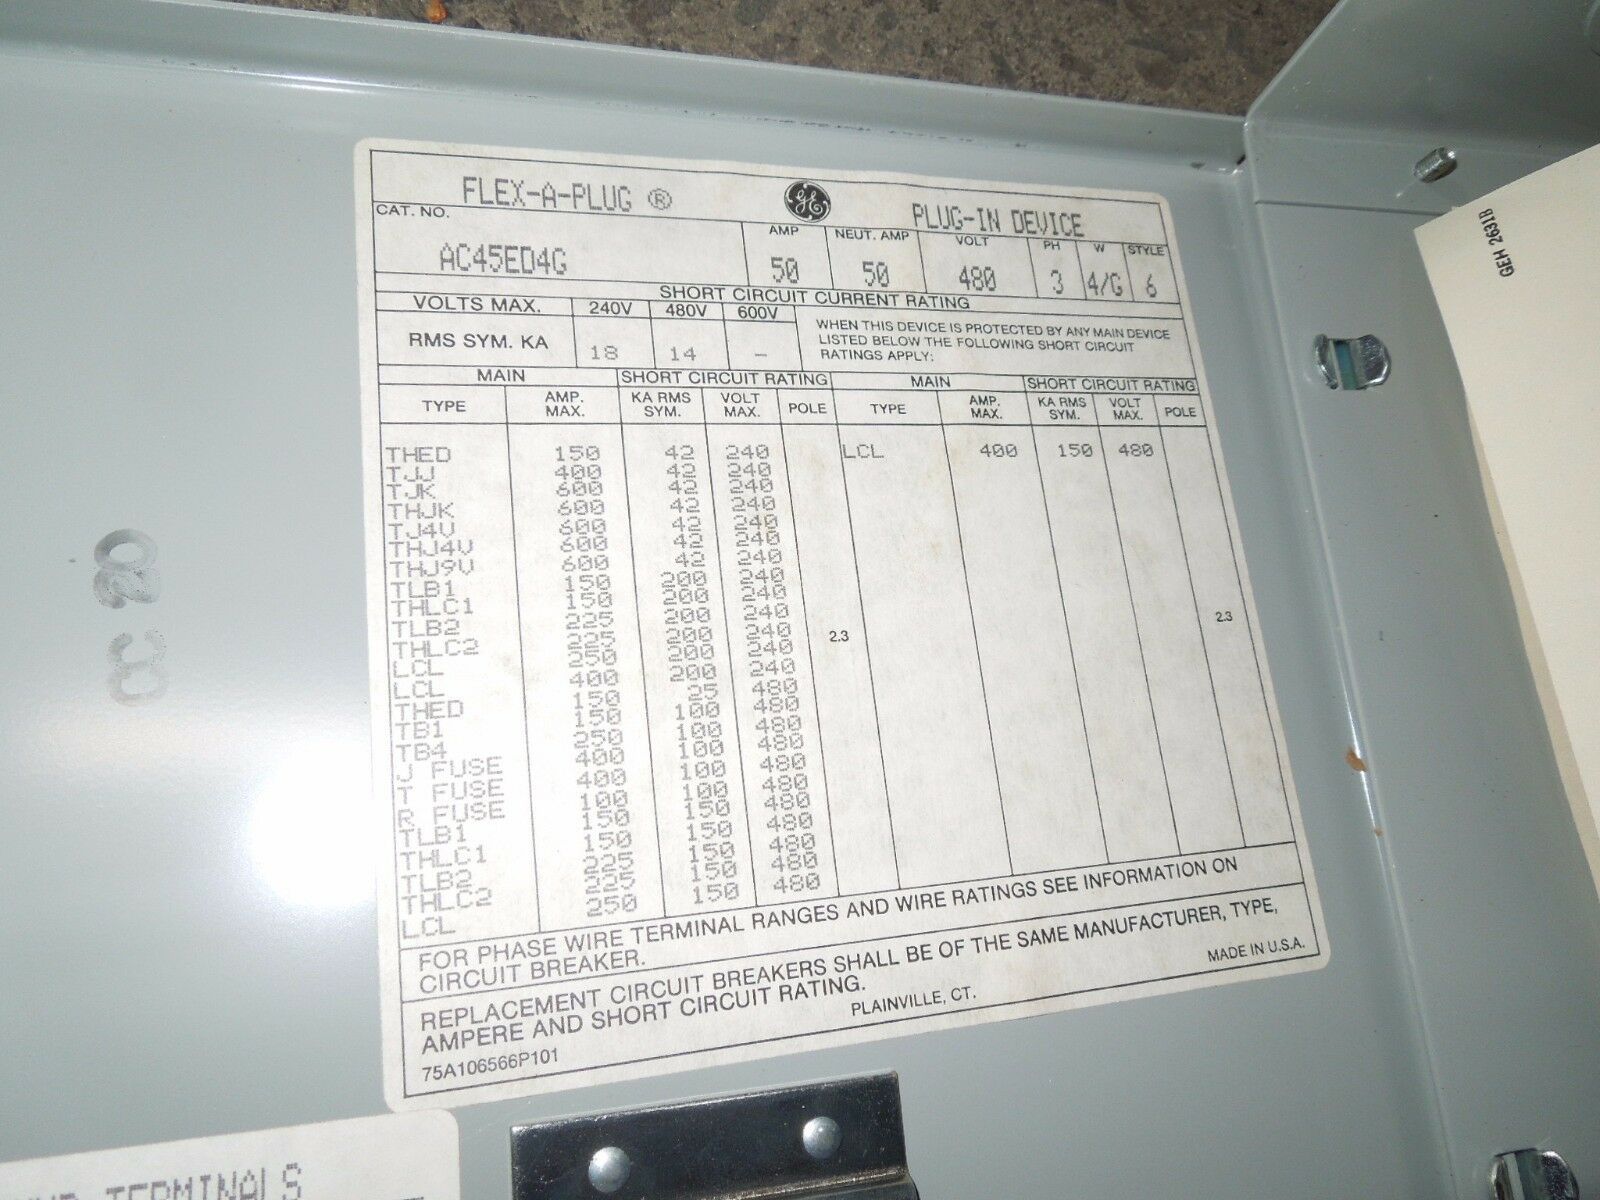 FLEX-A-PLUG ® GE PLUG-IN DEVICE
CAT. NO. AMP NEUT. AMP VOLT PH W STYLE
AC45ED4G 50 50 480 3 4/G 6
SHORT CIRCUIT CURRENT RATING
VOLTS MAX. 240V 480V 600V
RMS SYM. KA 18 14 –
WHEN THIS DEVICE IS PROTECTED BY ANY MAIN DEVICE
LISTED BELOW THE FOLLOWING SHORT CIRCUIT
RATINGS APPLY:
MAIN SHORT CIRCUIT RATING MAIN SHORT CIRCUIT RATING
TYPE AMP. MAX. KA RMS SYM. VOLT MAX. POLE TYPE AMP. MAX. KA RMS SYM. VOLT MAX. POLE
THED 150 42 240 LCL 400 150 480
TJJ 400 42 240
TJK 600 42 240
THJK 600 42 240
TJ4V 600 42 240
THJ4V 600 42 240
THJ9V 600 42 240
TLB1 150 200 240
THLC1 150 200 240
TLB2 225 200 240
THLC2 225 200 240
LCL 250 200 240
LCL 400 200 240
THED 150 25 480
TB1 150 100 480
TB4 250 100 480
J FUSE 400 100 480
T FUSE 400 100 480
R FUSE 100 100 480
TLB1 150 150 480
THLC1 150 150 480
TLB2 225 150 480
THLC2 225 150 480
LCL 250 150 480
2.3 2.3
FOR PHASE WIRE TERMINAL RANGES AND WIRE RATINGS SEE INFORMATION ON
CIRCUIT BREAKER.
REPLACEMENT CIRCUIT BREAKERS SHALL BE OF THE SAME MANUFACTURER, TYPE,
AMPERE AND SHORT CIRCUIT RATING.
PLAINVILLE, CT. MADE IN U.S.A.
75A106566P101
GEH 2631B
TERMINALS